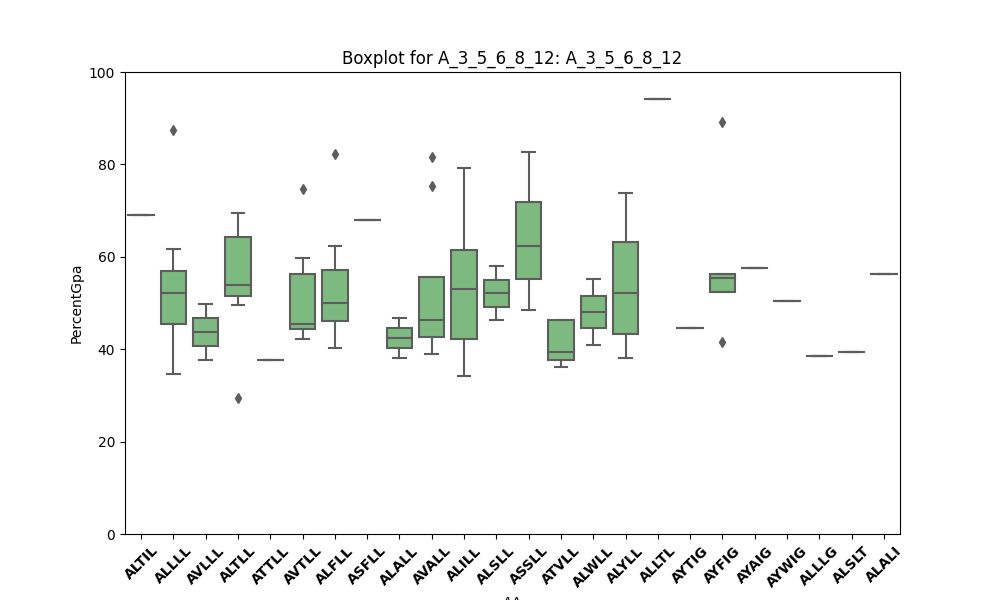 Boxplot for A_3_5_6_8_12: A_3_5_6_8_12
100
80
60
40
20
0
PercentGpa
ALTIL ALLLL AVLLL ALTLL ATTLL AVTLL ALFLL ASFLL ALALL AVALL ALILL ALSLL ASSLL ATVLL ALWLL ALYLL ALLTL AYTIG AYFIG AYAIG AYWIG ALLLG ALSLT ALALI
AA